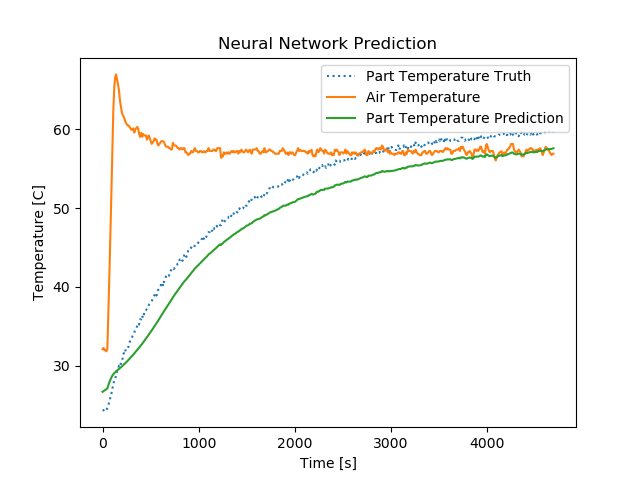 Neural Network Prediction
Part Temperature Truth
Air Temperature
Part Temperature Prediction
Temperature [C]
60
50
40
30
0 1000 2000 3000 4000
Time [s]